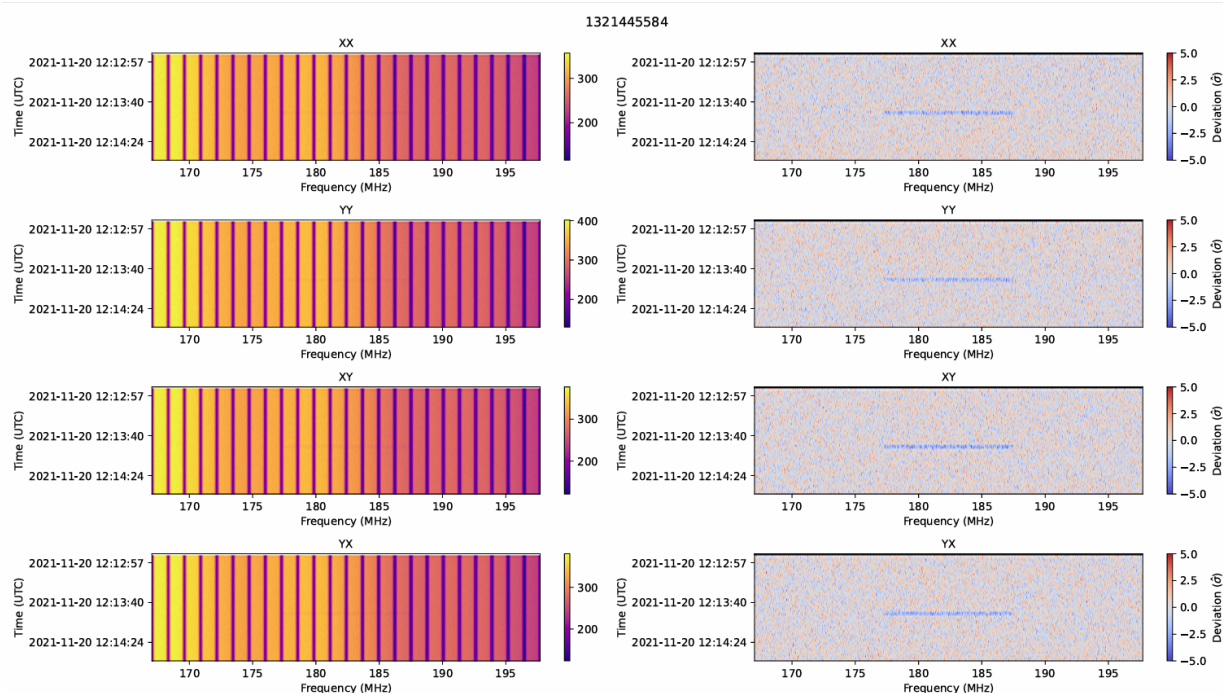 1321445584
XX
XX
2021-11-20 12:12:57
2021-11-20 12:13:40
2021-11-20 12:14:24
Time (UTC)
170 175 180 185 190 195
Frequency (MHz)
300
200
2021-11-20 12:12:57
2021-11-20 12:13:40
2021-11-20 12:14:24
Time (UTC)
170 175 180 185 190 195
Frequency (MHz)
5.0
2.5
0.0
−2.5
−5.0
Deviation (σ̂)
YY
YY
2021-11-20 12:12:57
2021-11-20 12:13:40
2021-11-20 12:14:24
Time (UTC)
170 175 180 185 190 195
Frequency (MHz)
400
300
200
2021-11-20 12:12:57
2021-11-20 12:13:40
2021-11-20 12:14:24
Time (UTC)
170 175 180 185 190 195
Frequency (MHz)
5.0
2.5
0.0
−2.5
−5.0
Deviation (σ̂)
XY
XY
2021-11-20 12:12:57
2021-11-20 12:13:40
2021-11-20 12:14:24
Time (UTC)
170 175 180 185 190 195
Frequency (MHz)
300
200
2021-11-20 12:12:57
2021-11-20 12:13:40
2021-11-20 12:14:24
Time (UTC)
170 175 180 185 190 195
Frequency (MHz)
5.0
2.5
0.0
−2.5
−5.0
Deviation (σ̂)
YX
YX
2021-11-20 12:12:57
2021-11-20 12:13:40
2021-11-20 12:14:24
Time (UTC)
170 175 180 185 190 195
Frequency (MHz)
300
200
2021-11-20 12:12:57
2021-11-20 12:13:40
2021-11-20 12:14:24
Time (UTC)
170 175 180 185 190 195
Frequency (MHz)
5.0
2.5
0.0
−2.5
−5.0
Deviation (σ̂)